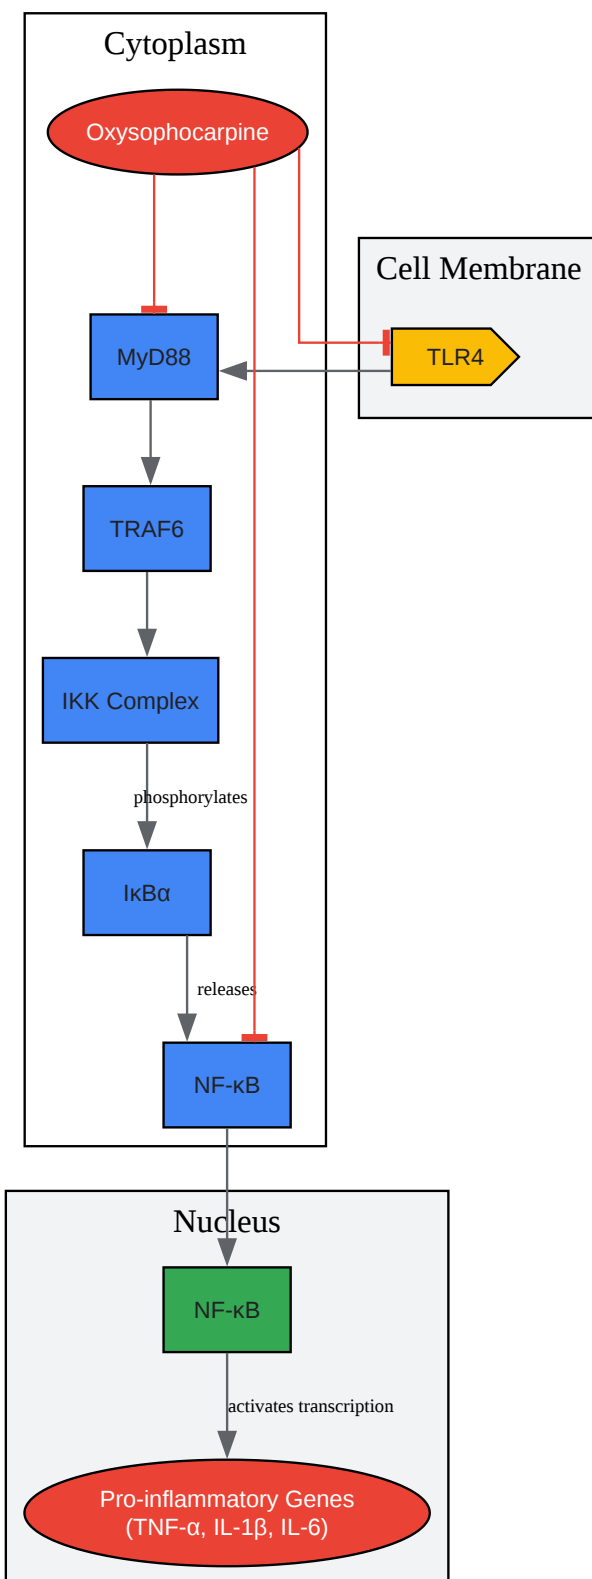 Cytoplasm
Oxysophocarpine
Cell Membrane
MyD88
TLR4
TRAF6
IKK Complex
phosphorylates
IκBα
releases
NF-κB
Nucleus
NF-κB
activates transcription
Pro-inflammatory Genes
(TNF-α, IL-1β, IL-6)